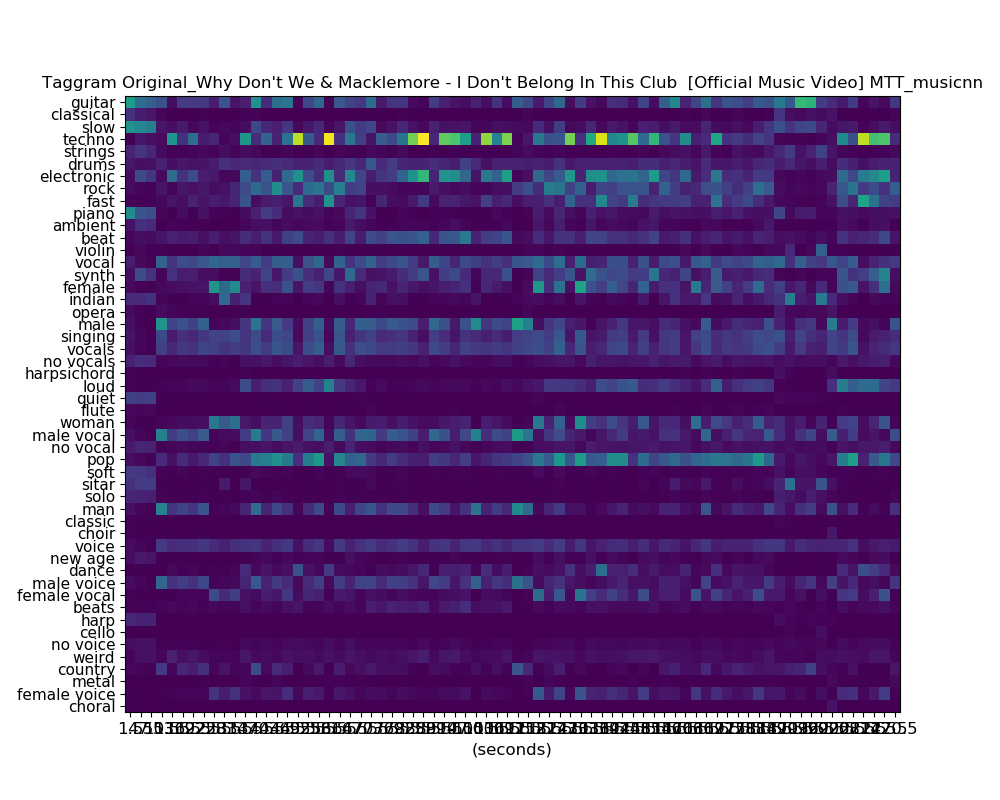 Taggram Original_Why Don't We & Macklemore - I Don't Belong In This Club  [Official Music Video] MTT_musicnn
guitar
classical
slow
techno
strings
drums
electronic
rock
fast
piano
ambient
beat
violin
vocal
synth
female
indian
opera
male
singing
vocals
no vocals
harpsichord
loud
quiet
flute
woman
male vocal
no vocal
pop
soft
sitar
solo
man
classic
choir
voice
new age
dance
male voice
female vocal
beats
harp
cello
no voice
weird
country
metal
female voice
choral
(seconds)